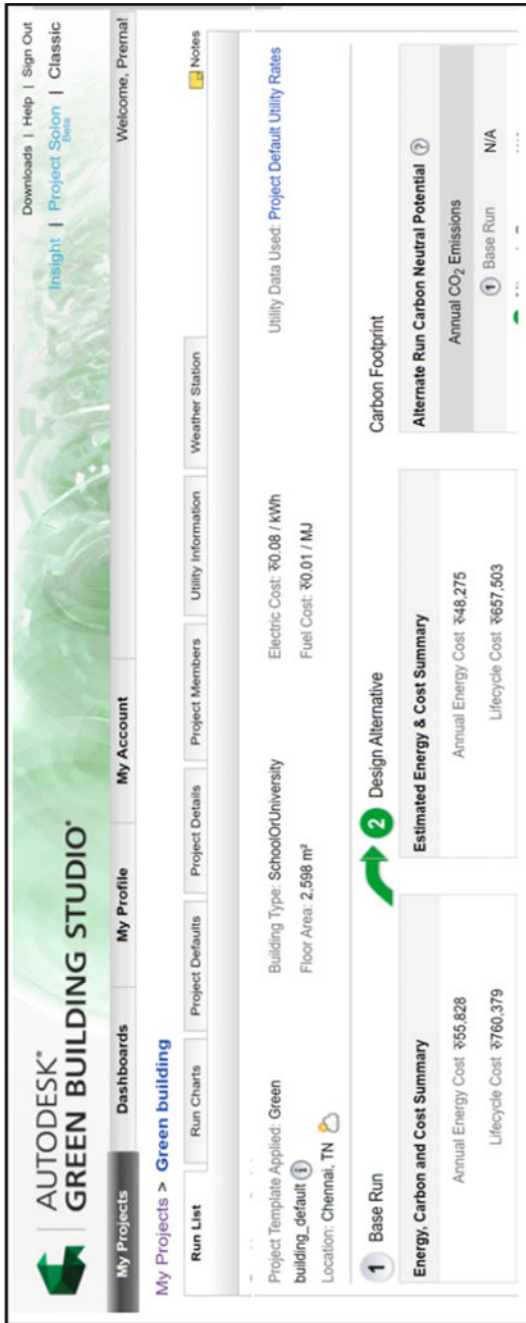 Downloads | Help | Sign Out
AUTODESK®
GREEN BUILDING STUDIO®
Insight | Project Solon | Classic
Beta
My Projects
Dashboards
My Profile
My Account
Welcome, Prerna!
My Projects > Green building
Notes
Run List
Run Charts
Project Defaults
Project Details
Project Members
Utility Information
Weather Station
Project Template Applied: Green
building_default
Location: Chennai, TN
Building Type: SchoolOrUniversity
Floor Area: 2,598 m²
Electric Cost: ₹0.08 / kWh
Fuel Cost: ₹0.01 / MJ
Utility Data Used: Project Default Utility Rates
1 Base Run
2 Design Alternative
Carbon Footprint
Energy, Carbon and Cost Summary
Annual Energy Cost ₹55,828
Lifecycle Cost ₹760,379
Estimated Energy & Cost Summary
Annual Energy Cost ₹48,275
Lifecycle Cost ₹657,503
Alternate Run Carbon Neutral Potential ?
Annual CO₂ Emissions
1 Base Run N/A